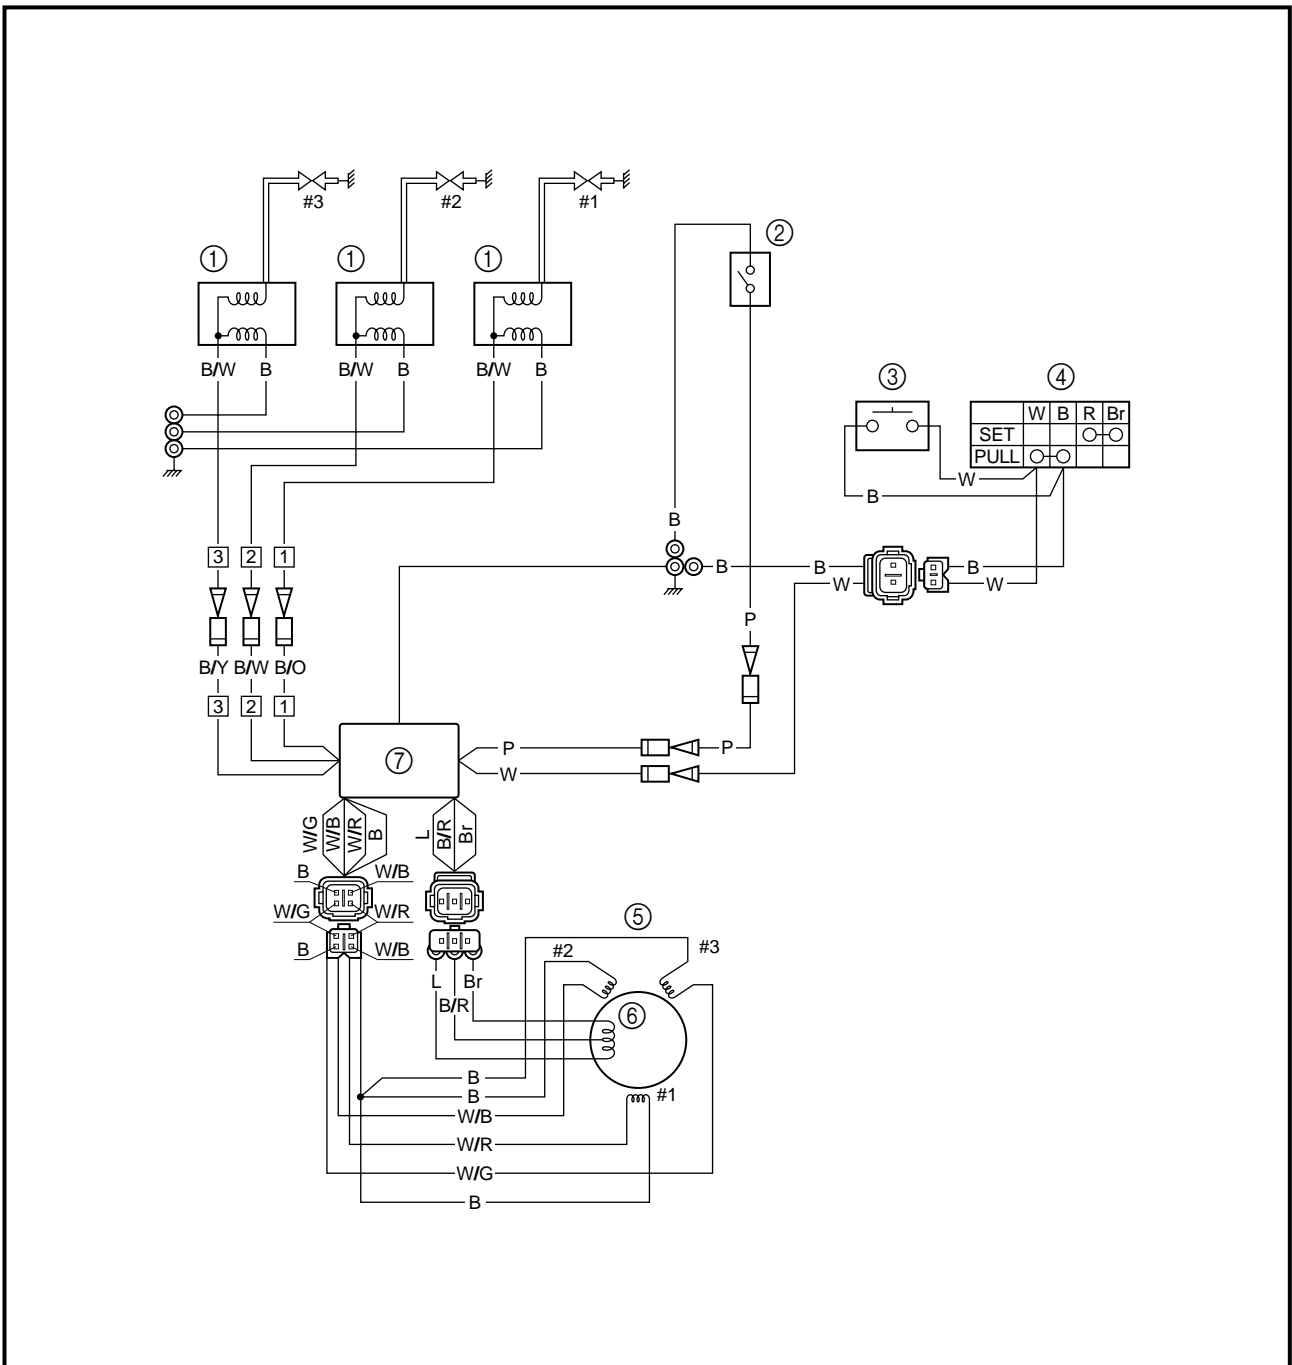 #3 #2 #1
1 1 1 2
B/W B B/W B B/W B
3 4
W B R Br
SET
PULL
W
B
B
3 2 1
B B B
W W
P
B/Y B/W B/O
3 2 1
7
P P
W
W/G W/B W/R B L B/R Br
B W/B
W/G W/R
B W/B
5
#2 #3
L Br
B/R
6
B
B
#1
W/B
W/R
W/G
B